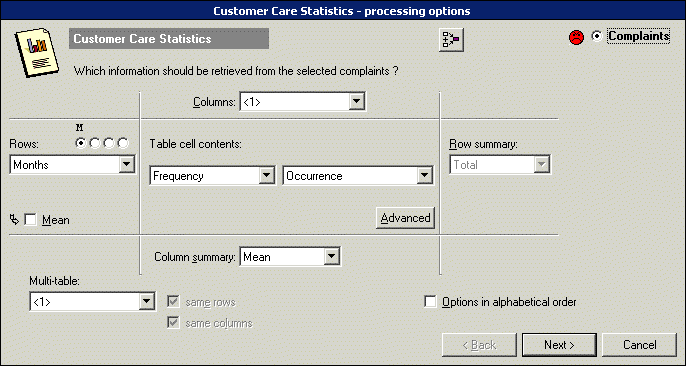 Customer Care Statistics - processing options
Customer Care Statistics
Complaints
Which information should be retrieved from the selected complaints ?
Columns: <1>
M
Rows:
Table cell contents:
Row summary:
Months
Frequency
Occurrence
Total
Mean
Advanced
Column summary: Mean
Multi-table:
<1>
same rows
Options in alphabetical order
same columns
< Back
Next >
Cancel